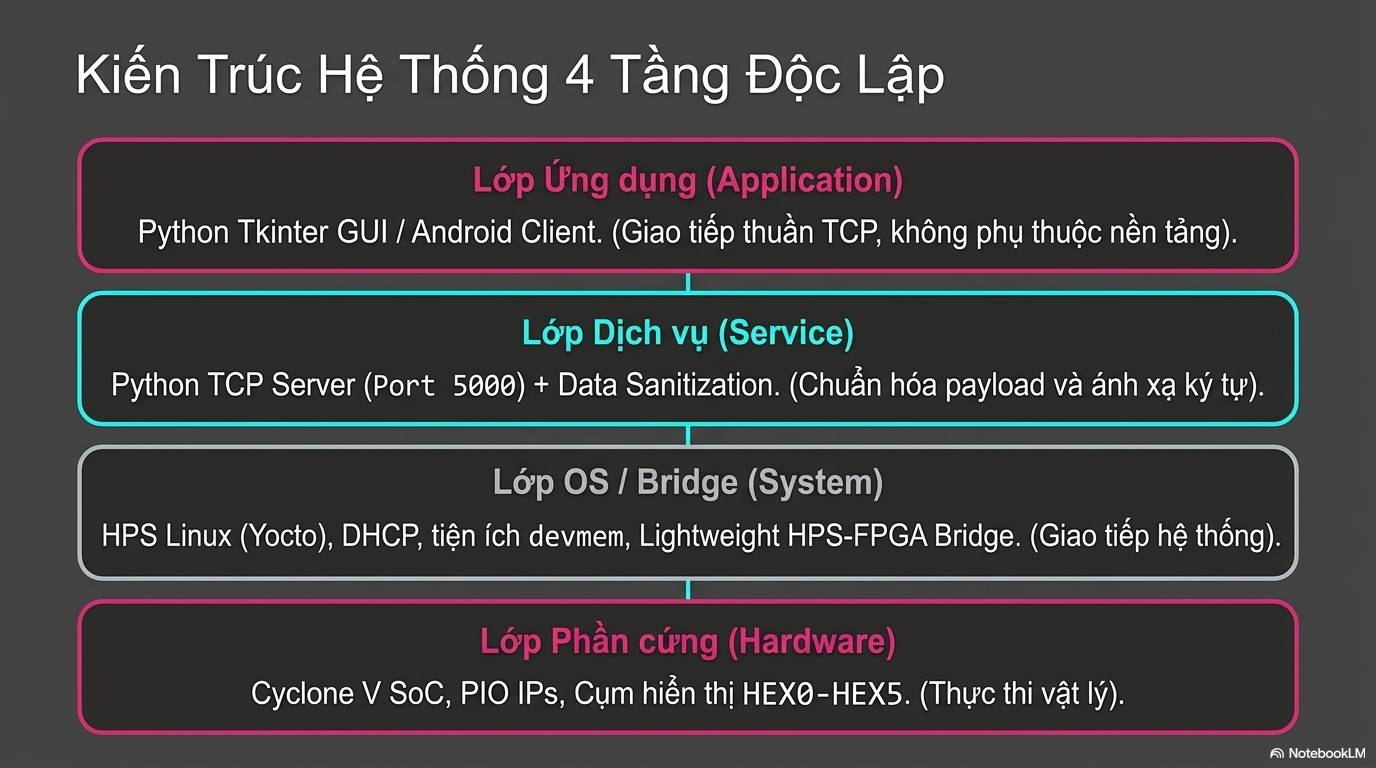 Kiến Trúc Hệ Thống 4 Tầng Độc Lập
Lớp Ứng dụng (Application)
Python Tkinter GUI / Android Client. (Giao tiếp thuần TCP, không phụ thuộc nền tảng).
Lớp Dịch vụ (Service)
Python TCP Server (Port 5000) + Data Sanitization. (Chuẩn hóa payload và ánh xạ ký tự).
Lớp OS / Bridge (System)
HPS Linux (Yocto), DHCP, tiện ích devmem, Lightweight HPS-FPGA Bridge. (Giao tiếp hệ thống).
Lớp Phần cứng (Hardware)
Cyclone V SoC, PIO IPs, Cụm hiển thị HEX0-HEX5. (Thực thi vật lý).
NotebookLM